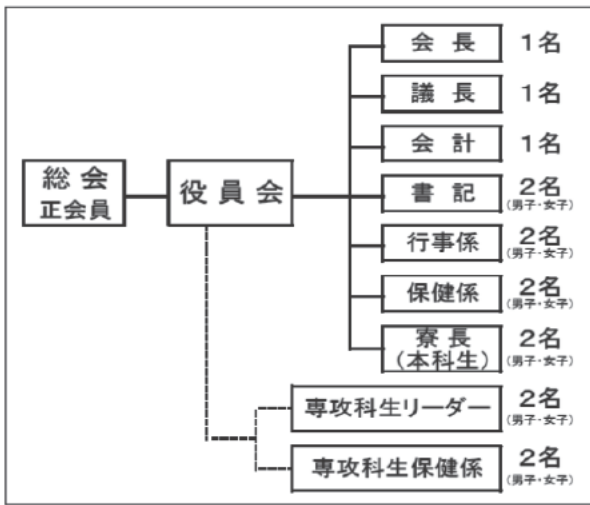 総会
正会員
役員会
会長 1名
議長 1名
会計 1名
書記 2名
(男子・女子)
行事係 2名
(男子・女子)
保健係 2名
(男子・女子)
寮長
(本科生)
2名
(男子・女子)
専攻科生リーダー 2名
(男子・女子)
専攻科生保健係 2名
(男子・女子)